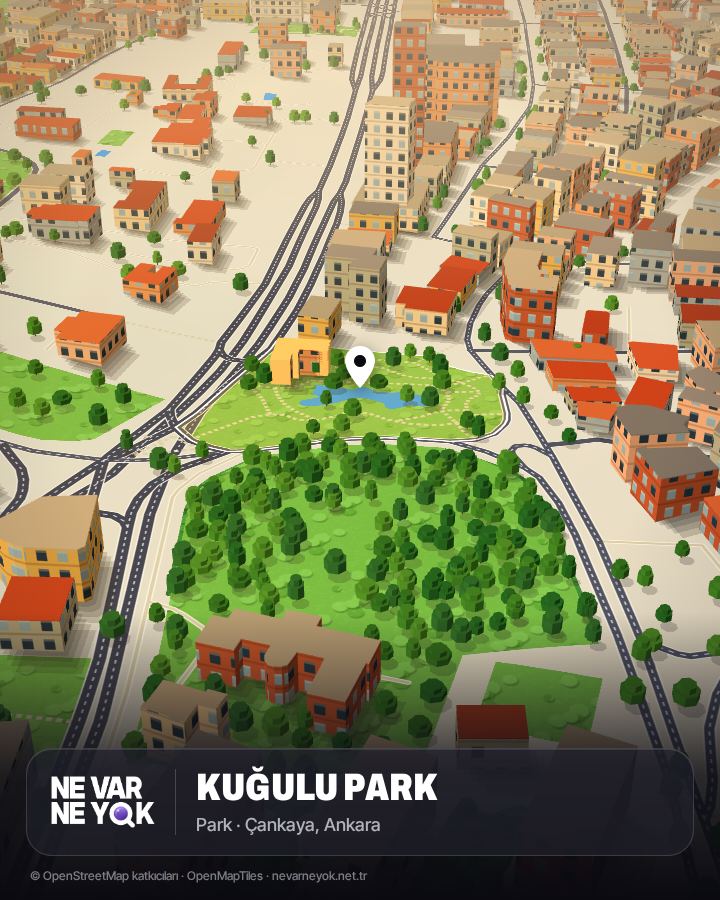 NE VAR
NE YOK
KUĞULU PARK
Park · Çankaya, Ankara
© OpenStreetMap katkıcıları · OpenMapTiles · nevarneyok.net.tr